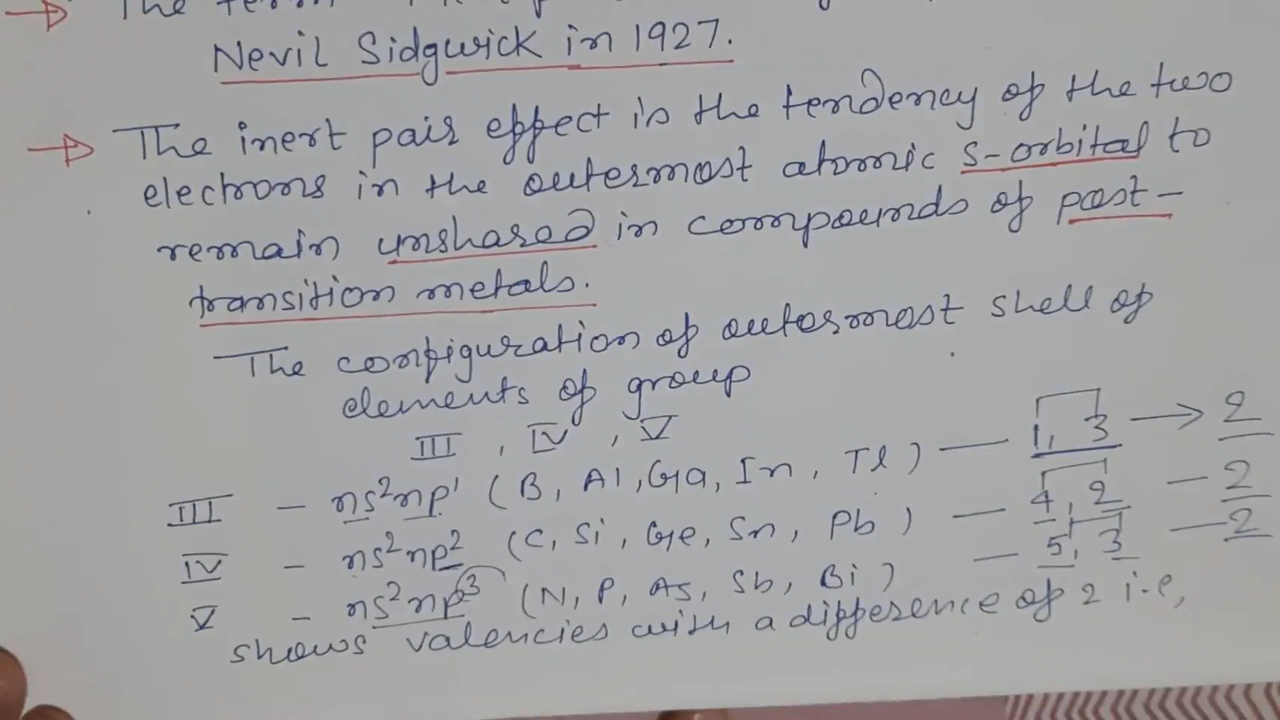 The term
Nevil Sidgwick in 1927.
The inert pair effect is the tendency of the two
electrons in the outermost atomic s-orbital to
remain unshared in compounds of post-
transition metals.
The configuration of outermost shell of
elements of group
III, IV, V
III - ns²np¹ (B, Al, Ga, In, Tl) — 1, 3 → 2
IV - ns²np² (C, Si, Ge, Sn, Pb) — 4, 2 - 2
V - ns²np³ (N, P, As, Sb, Bi) — 5, 3 - 2
shows valencies with a difference of 2 i.e,